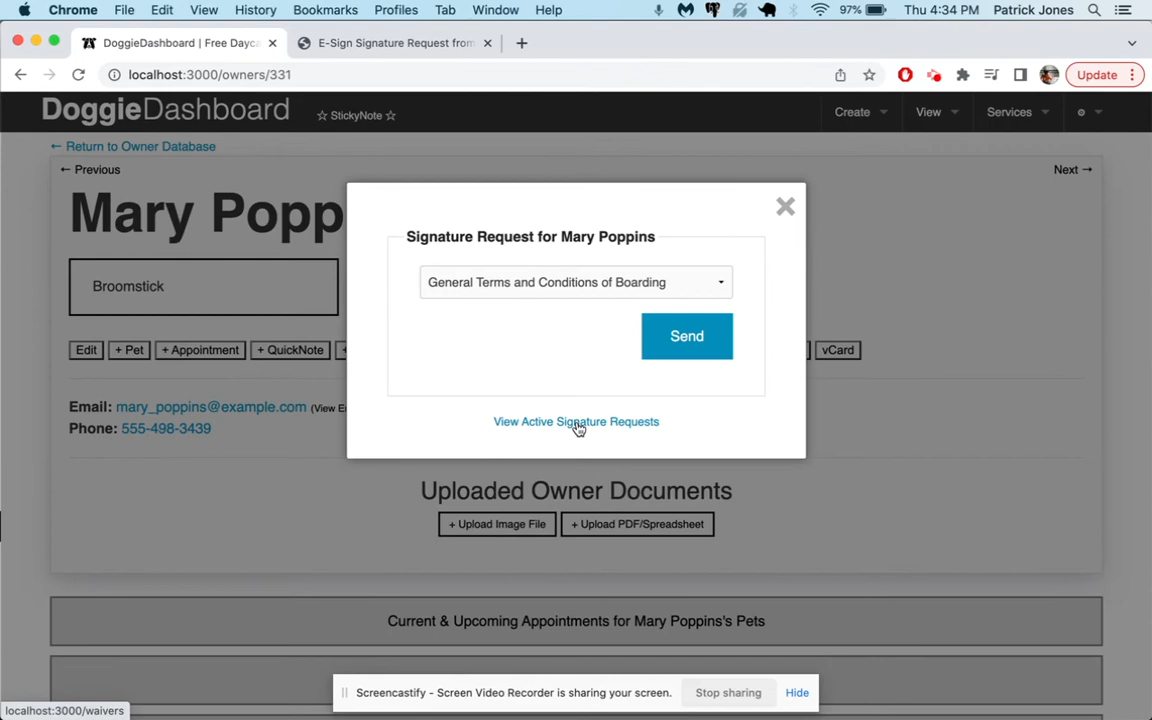 Chrome File Edit View History Bookmarks Profiles Tab Window Help 97% Thu 4:34 PM Patrick Jones
DoggieDashboard | Free Dayca × E-Sign Signature Request from ×
localhost:3000/owners/331 Update
DoggieDashboard ☆ StickyNote ☆ Create View Services
← Return to Owner Database
← Previous Next →
Mary Popp
Broomstick
Edit + Pet + Appointment + QuickNote + vCard
Email: mary_poppins@example.com (View E
Phone: 555-498-3439
Signature Request for Mary Poppins
General Terms and Conditions of Boarding
Send
View Active Signature Requests
Uploaded Owner Documents
+ Upload Image File + Upload PDF/Spreadsheet
Current & Upcoming Appointments for Mary Poppins's Pets
Screencastify - Screen Video Recorder is sharing your screen. Stop sharing Hide
localhost:3000/waivers